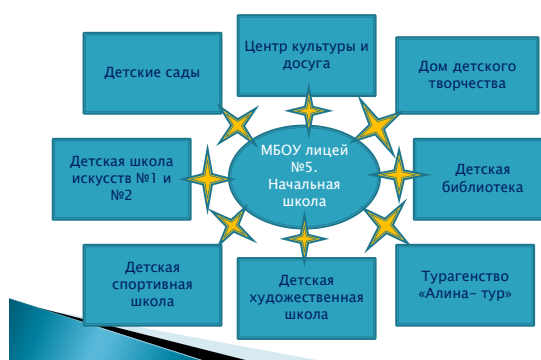 Центр культуры и
досуга
Детские сады
Дом детского
творчества
МБОУ лицей
№5.
Начальная
школа
Детская школа
искусств №1 и
№2
Детская
библиотека
Детская
спортивная
школа
Детская
художественная
школа
Турагенство
«Алина- тур»